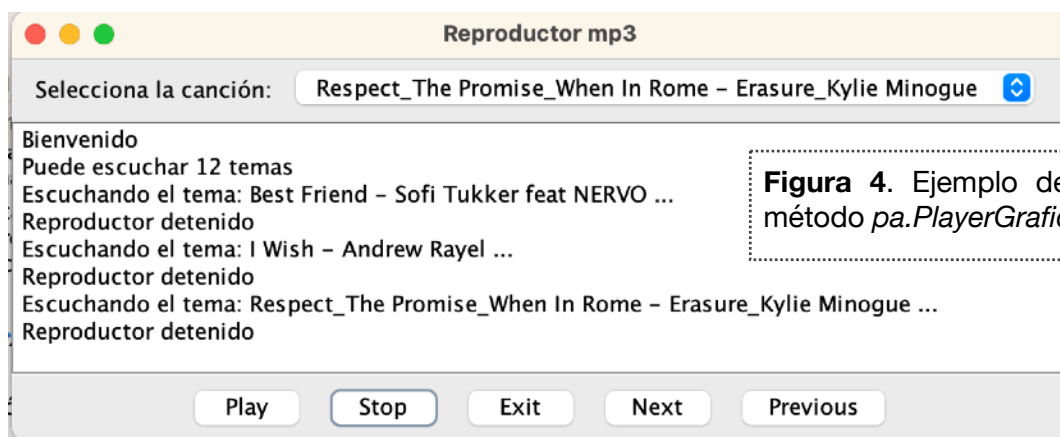 Reproductor mp3
Selecciona la canción: Respect_The Promise_When In Rome – Erasure_Kylie Minogue
Bienvenido
Puede escuchar 12 temas
Escuchando el tema: Best Friend – Sofi Tukker feat NERVO ...
Reproductor detenido
Escuchando el tema: I Wish – Andrew Rayel ...
Reproductor detenido
Escuchando el tema: Respect_The Promise_When In Rome – Erasure_Kylie Minogue ...
Reproductor detenido
Figura 4. Ejemplo de
método pa.PlayerGrafic
Play Stop Exit Next Previous